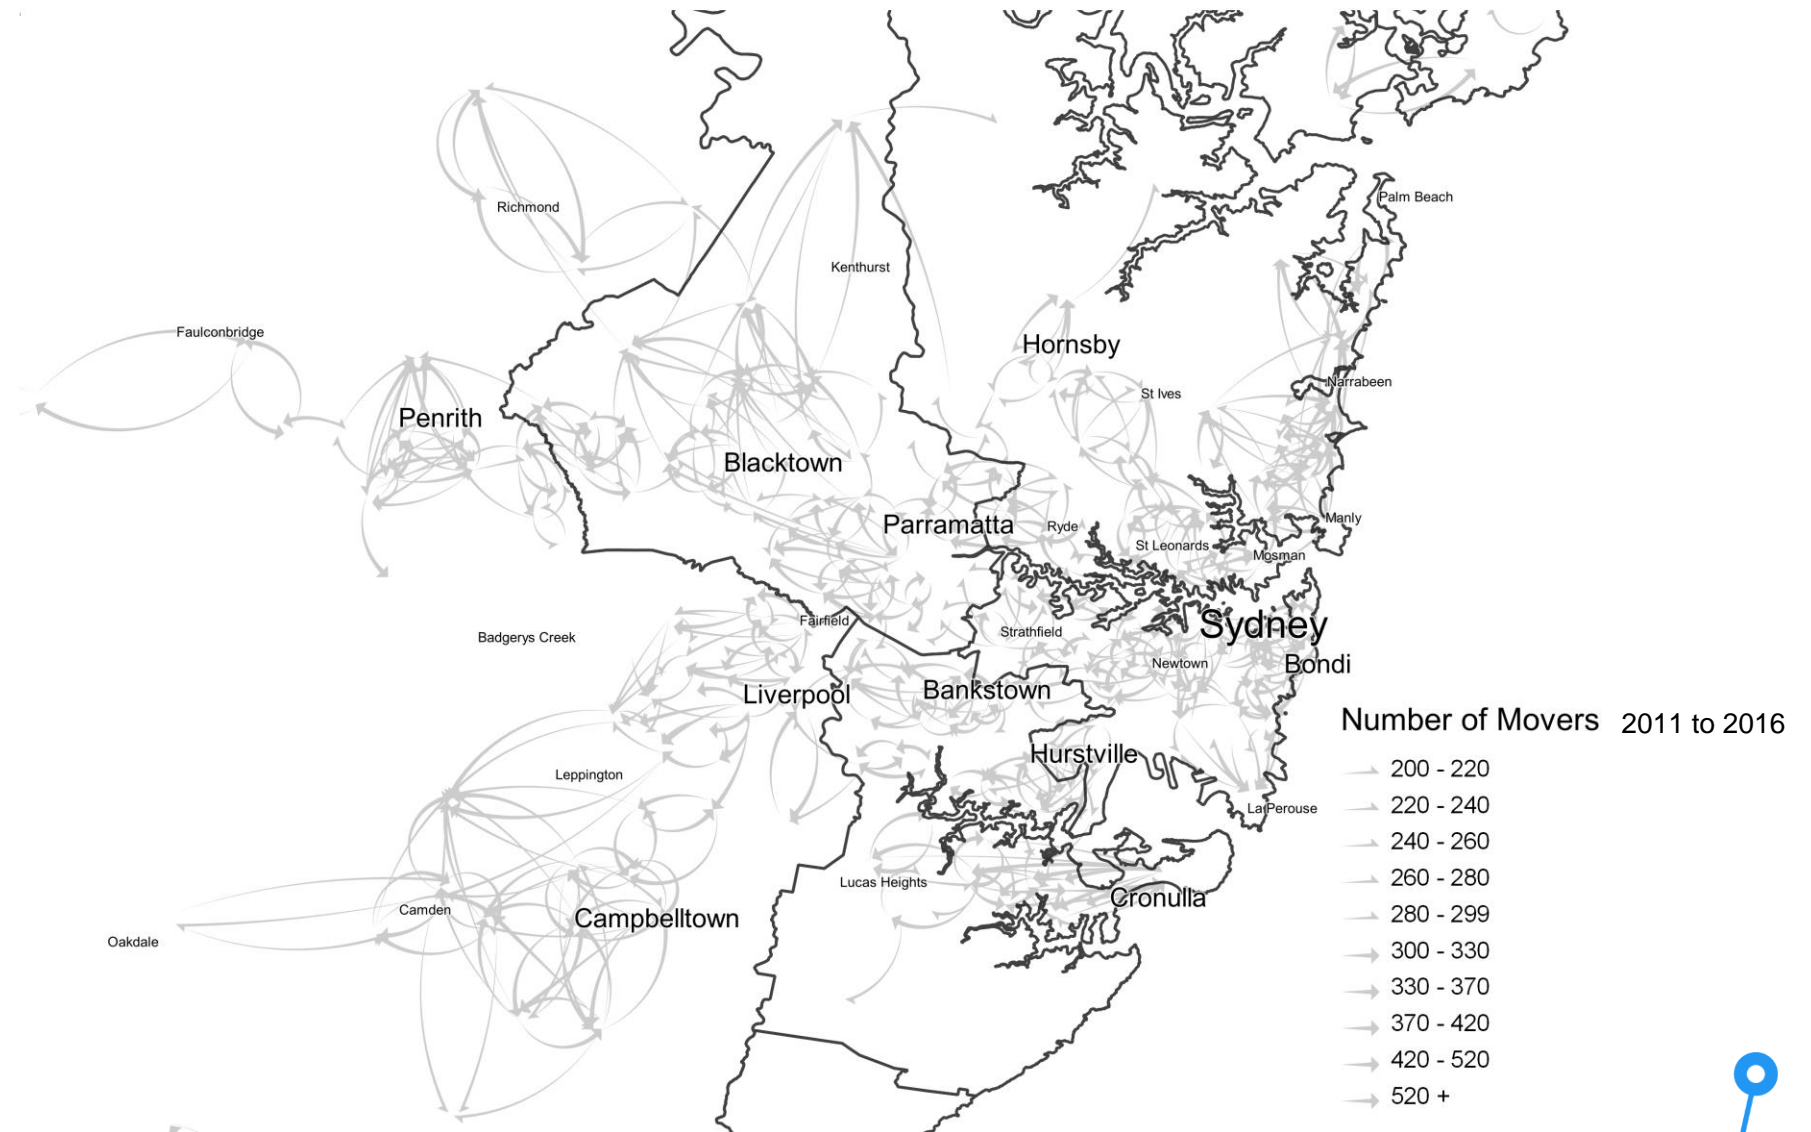 Palm Beach
Richmond
Kenthurst
Faulconbridge
Hornsby
Narrabeen
St Ives
Penrith
Blacktown
Manly
Parramatta
Ryde
St Leonards
Mosman
Fairfield
Sydney
Strathfield
Badgerys Creek
Newtown
Bondi
Liverpool
Bankstown
Number of Movers 2011 to 2016
Hurstville
200 - 220
Leppington
220 - 240
La Perouse
240 - 260
260 - 280
Lucas Heights
Cronulla
280 - 299
Camden
Campbelltown
Oakdale
300 - 330
330 - 370
370 - 420
420 - 520
520 +